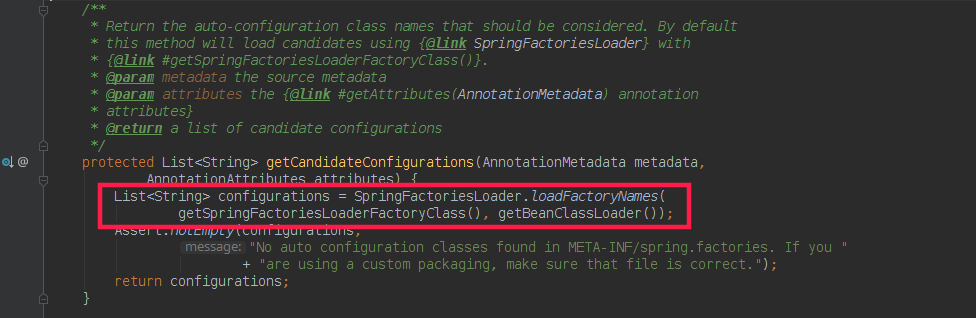 /**
* Return the auto-configuration class names that should be considered. By default
* this method will load candidates using {@link SpringFactoriesLoader} with
* {@link #getSpringFactoriesLoaderFactoryClass()}.
* @param metadata the source metadata
* @param attributes the {@link #getAttributes(AnnotationMetadata) annotation
* attributes}
* @return a list of candidate configurations
*/
protected List<String> getCandidateConfigurations(AnnotationMetadata metadata,
AnnotationAttributes attributes) {
List<String> configurations = SpringFactoriesLoader.loadFactoryNames(
getSpringFactoriesLoaderFactoryClass(), getBeanClassLoader());
Assert.notEmpty(configurations,
message: "No auto configuration classes found in META-INF/spring.factories. If you "
+ "are using a custom packaging, make sure that file is correct.");
return configurations;
}